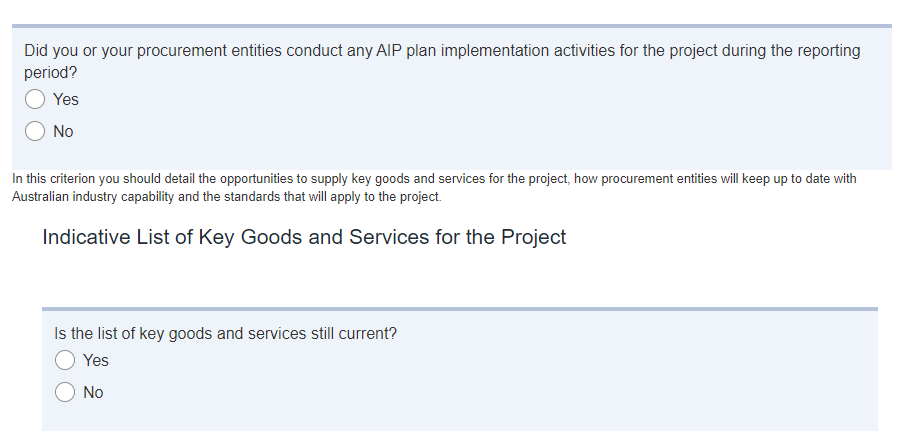 Did you or your procurement entities conduct any AIP plan implementation activities for the project during the reporting
period?
Yes
No
In this criterion you should detail the opportunities to supply key goods and services for the project, how procurement entities will keep up to date with
Australian industry capability and the standards that will apply to the project.
Indicative List of Key Goods and Services for the Project
Is the list of key goods and services still current?
Yes
No